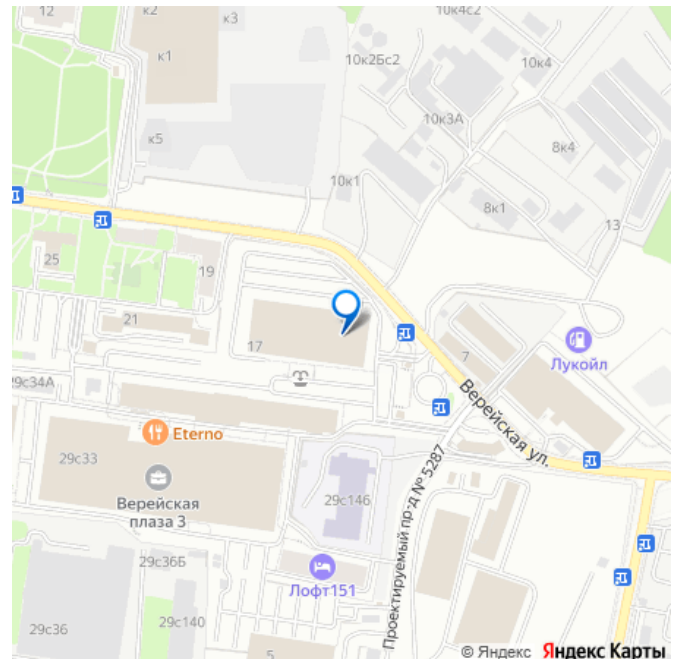 12
к2
к3
10к4с2
к1
10к2Бс2
10к4
10к3А
к5
8к4
10к1
8к1
13
25
19
21
17
7
Лукойл
29с34А
Верейская ул.
Eterno
29с33
Верейская
плаза 3
29с146
Проектируемый пр-д № 5287
29с36Б
Лофт151
29с36
29с140
5
© Яндекс Яндекс Карты